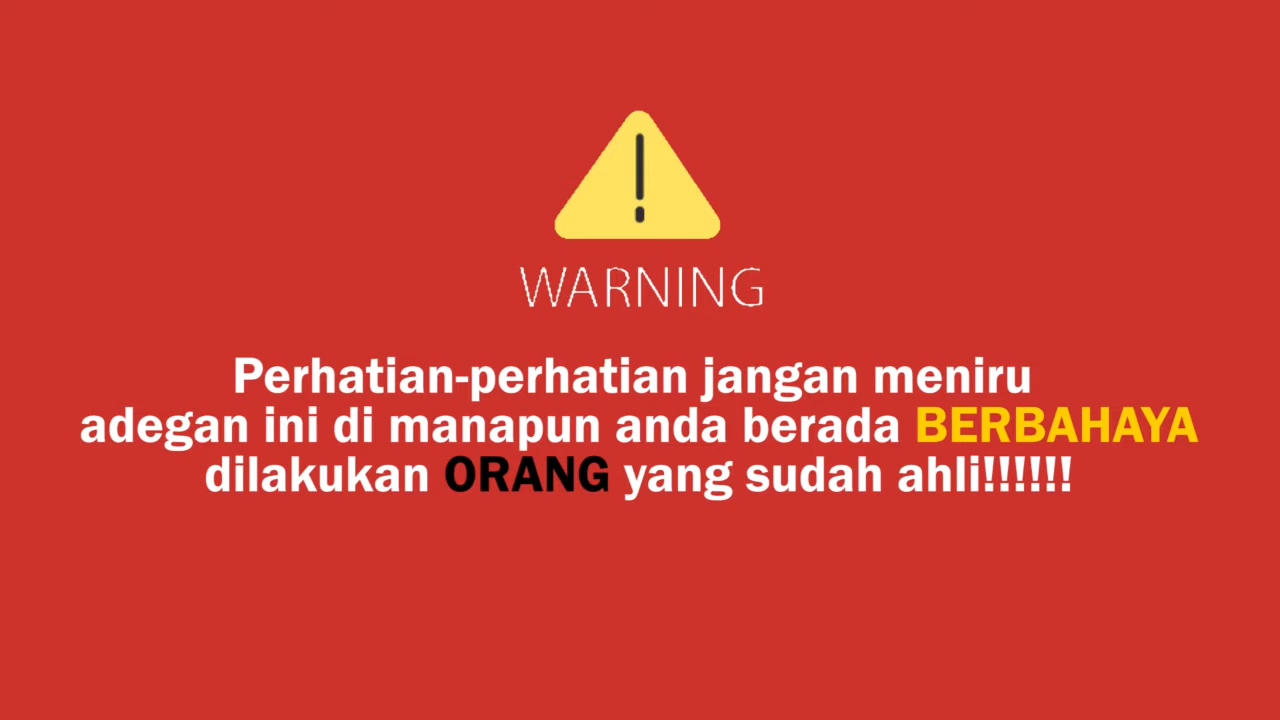 WARNING
Perhatian-perhatian jangan meniru
adegan ini di manapun anda berada BERBAHAYA
dilakukan ORANG yang sudah ahli!!!!!!